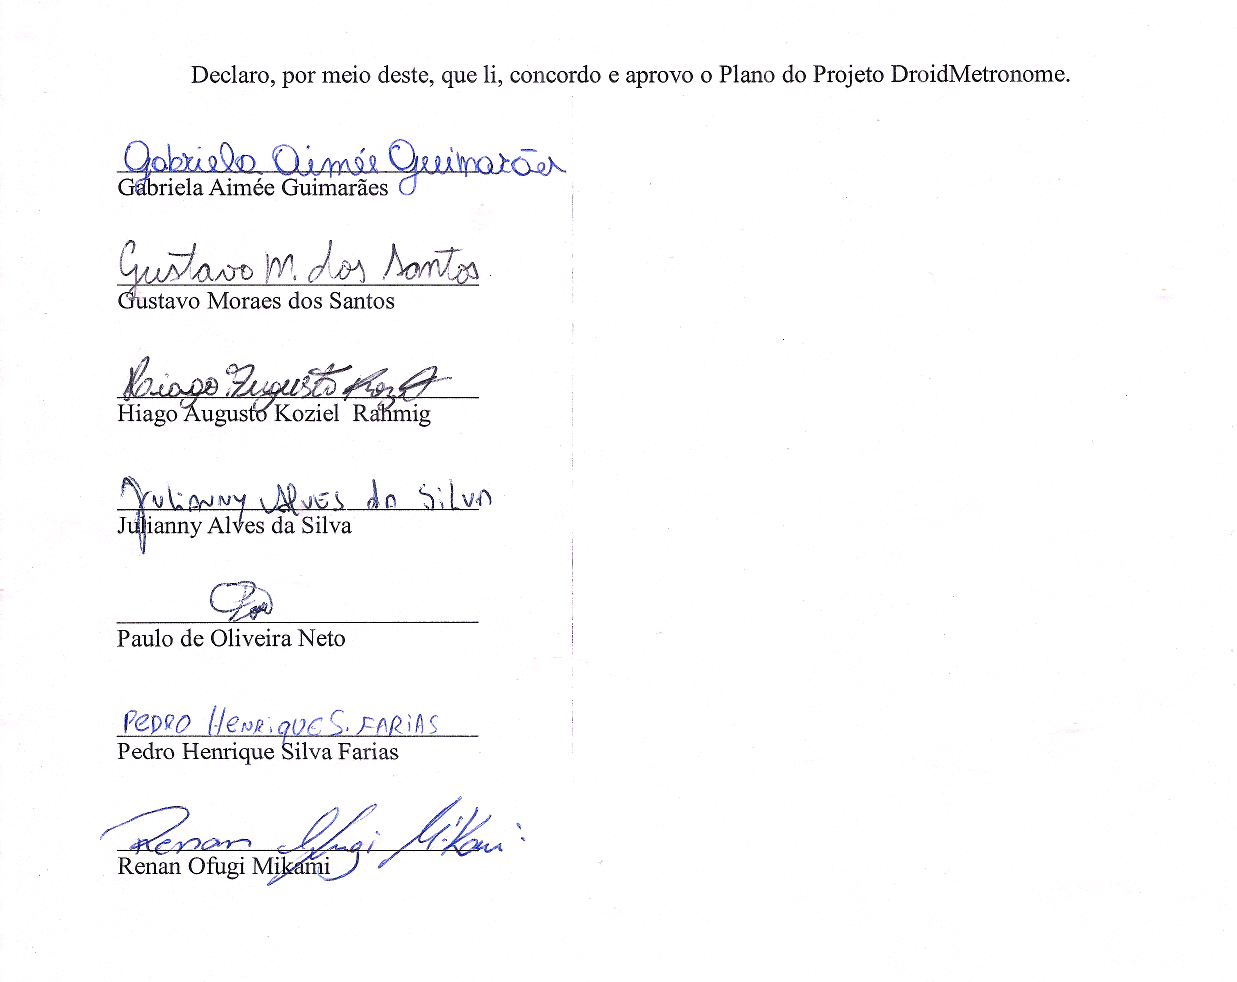 Declaro, por meio deste, que li, concordo e aprovo o Plano do Projeto DroidMetronome.
Gabriela Aimée Guimarães
Gabriela Aimée Guimarães
Gustavo M. dos Santos
Gustavo Moraes dos Santos
Hiago Augusto
Hiago Augusto Koziel Rahmig
Julianny Alves da Silva
Julianny Alves da Silva
Paulo de Oliveira Neto
Pedro Henrique S. Farias
Pedro Henrique Silva Farias
Renan Ofugi Mikami
Renan Ofugi Mikami